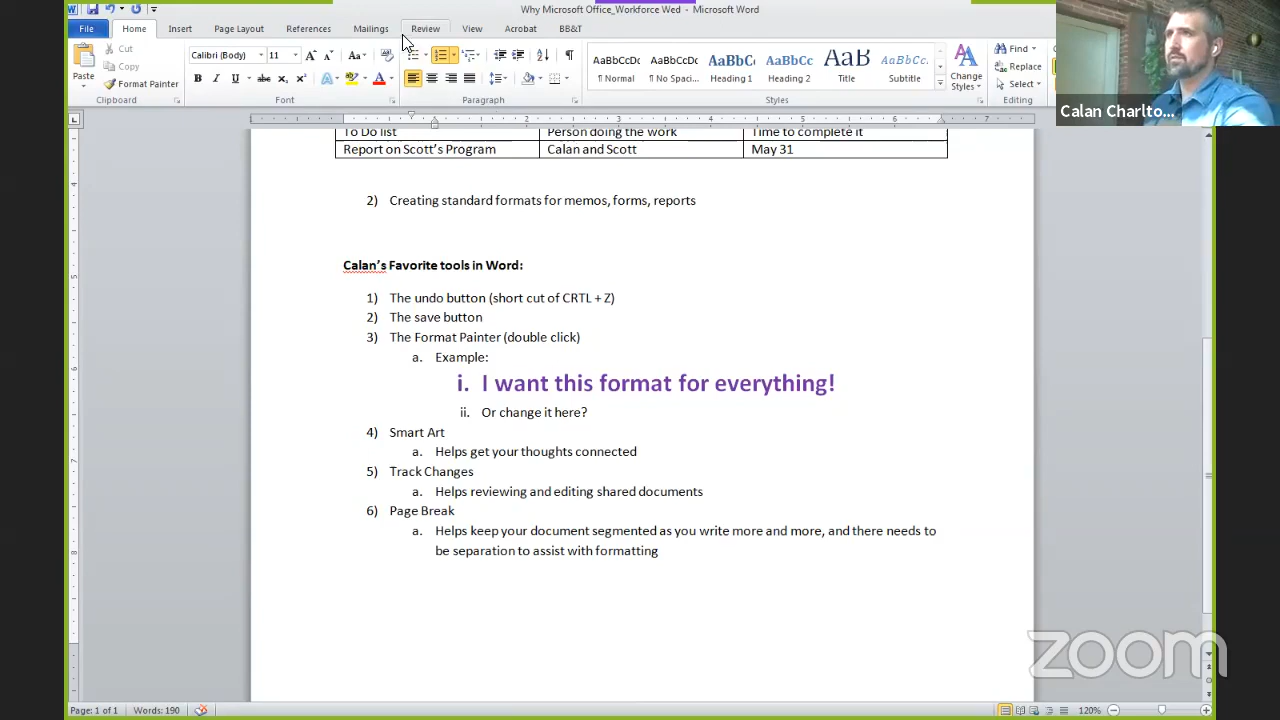 Why Microsoft Office_Workforce Wed - Microsoft Word
File Home Insert Page Layout References Mailings Review View Acrobat BB&T
Paste
Cut
Copy
Format Painter
Clipboard
Calibri (Body) 11
Font
Paragraph
AaBbCcDc AaBbCcDc AaBbC AaBbCc AaB AaBbCc.
¶ Normal ¶ No Spaci... Heading 1 Heading 2 Title Subtitle
Styles
Change Styles
Find
Replace
Select
Editing
Calan Charlto...
To Do list Person doing the work Time to complete it
Report on Scott's Program Calan and Scott May 31
2) Creating standard formats for memos, forms, reports
Calan's Favorite tools in Word:
1) The undo button (short cut of CRTL + Z)
2) The save button
3) The Format Painter (double click)
a. Example:
i. I want this format for everything!
ii. Or change it here?
4) Smart Art
a. Helps get your thoughts connected
5) Track Changes
a. Helps reviewing and editing shared documents
6) Page Break
a. Helps keep your document segmented as you write more and more, and there needs to
be separation to assist with formatting
zoom
Page: 1 of 1 Words: 190 120%